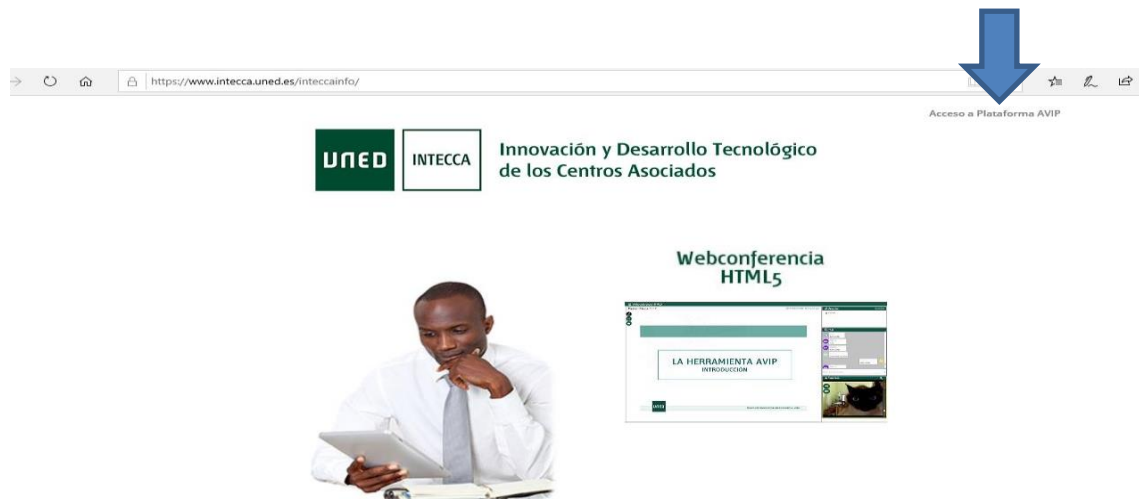 https://www.intecca.uned.es/inteccainfo/
Acceso a Plataforma AVIP
UNED
INTECCA
Innovación y Desarrollo Tecnológico
de los Centros Asociados
Webconferencia
HTML5
LA HERRAMIENTA AVIP
INTRODUCCIÓN
UNED